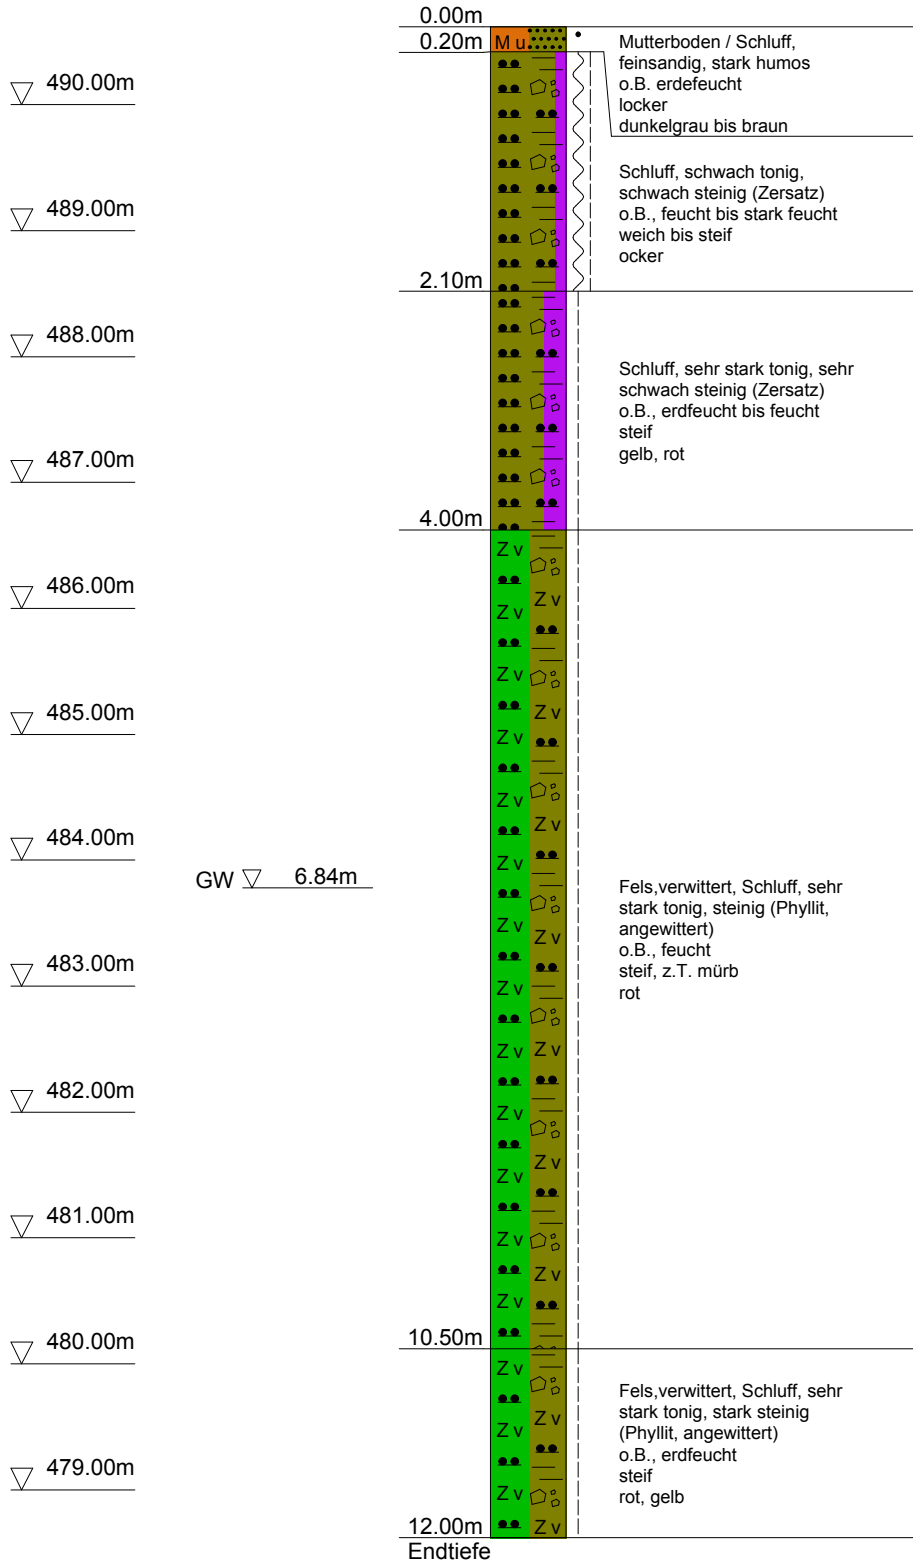 0.00m
0.20m
Mu
Mutterboden / Schluff,
feinsandig, stark humos
o.B. erdefeucht
locker
dunkelgrau bis braun
490.00m
Schluff, schwach tonig,
schwach steinig (Zersatz)
o.B., feucht bis stark feucht
weich bis steif
ocker
489.00m
2.10m
488.00m
Schluff, sehr stark tonig, sehr
schwach steinig (Zersatz)
o.B., erdfeucht bis feucht
steif
gelb, rot
487.00m
4.00m
Z v
486.00m
Z v
Z v
Z v
485.00m
Z v
Z v
Z v
484.00m
Z v
Z v
GW 6.84m
Z v
Fels,verwittert, Schluff, sehr
stark tonig, steinig (Phyllit,
angewittert)
o.B., feucht
steif, z.T. mürb
rot
Z v
Z v
483.00m
Z v
Z v
Z v
482.00m
Z v
Z v
Z v
481.00m
Z v
Z v
Z v
480.00m
10.50m
Z v
Fels,verwittert, Schluff, sehr
stark tonig, stark steinig
(Phyllit, angewittert)
o.B., erdfeucht
steif
rot, gelb
Z v
Z v
479.00m
Z v
Z v
12.00m
Endtiefe